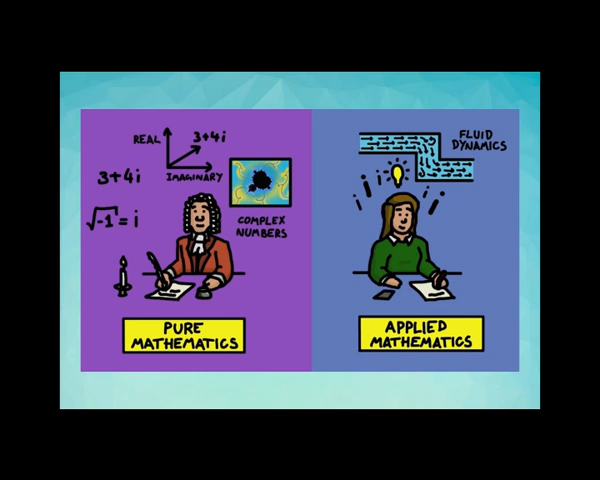 REAL
3+4i
IMAGINARY
3+4i
√-1 = i
COMPLEX
NUMBERS
PURE
MATHEMATICS
FLUID
DYNAMICS
APPLIED
MATHEMATICS